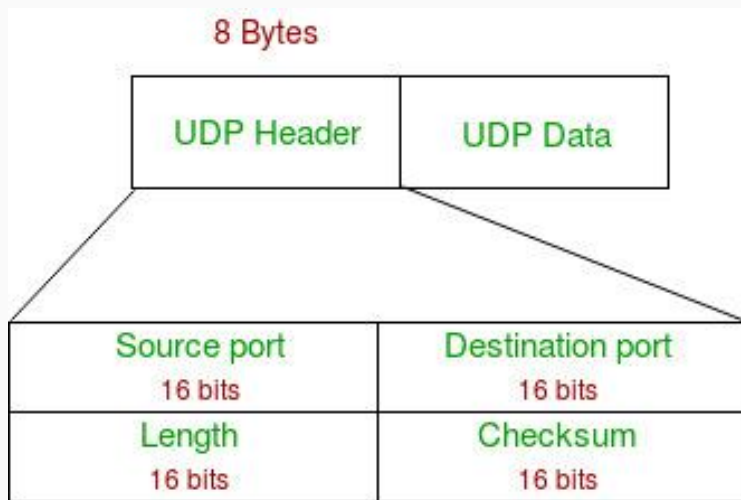 8 Bytes
UDP Header UDP Data
Source port Destination port
16 bits 16 bits
Length Checksum
16 bits 16 bits